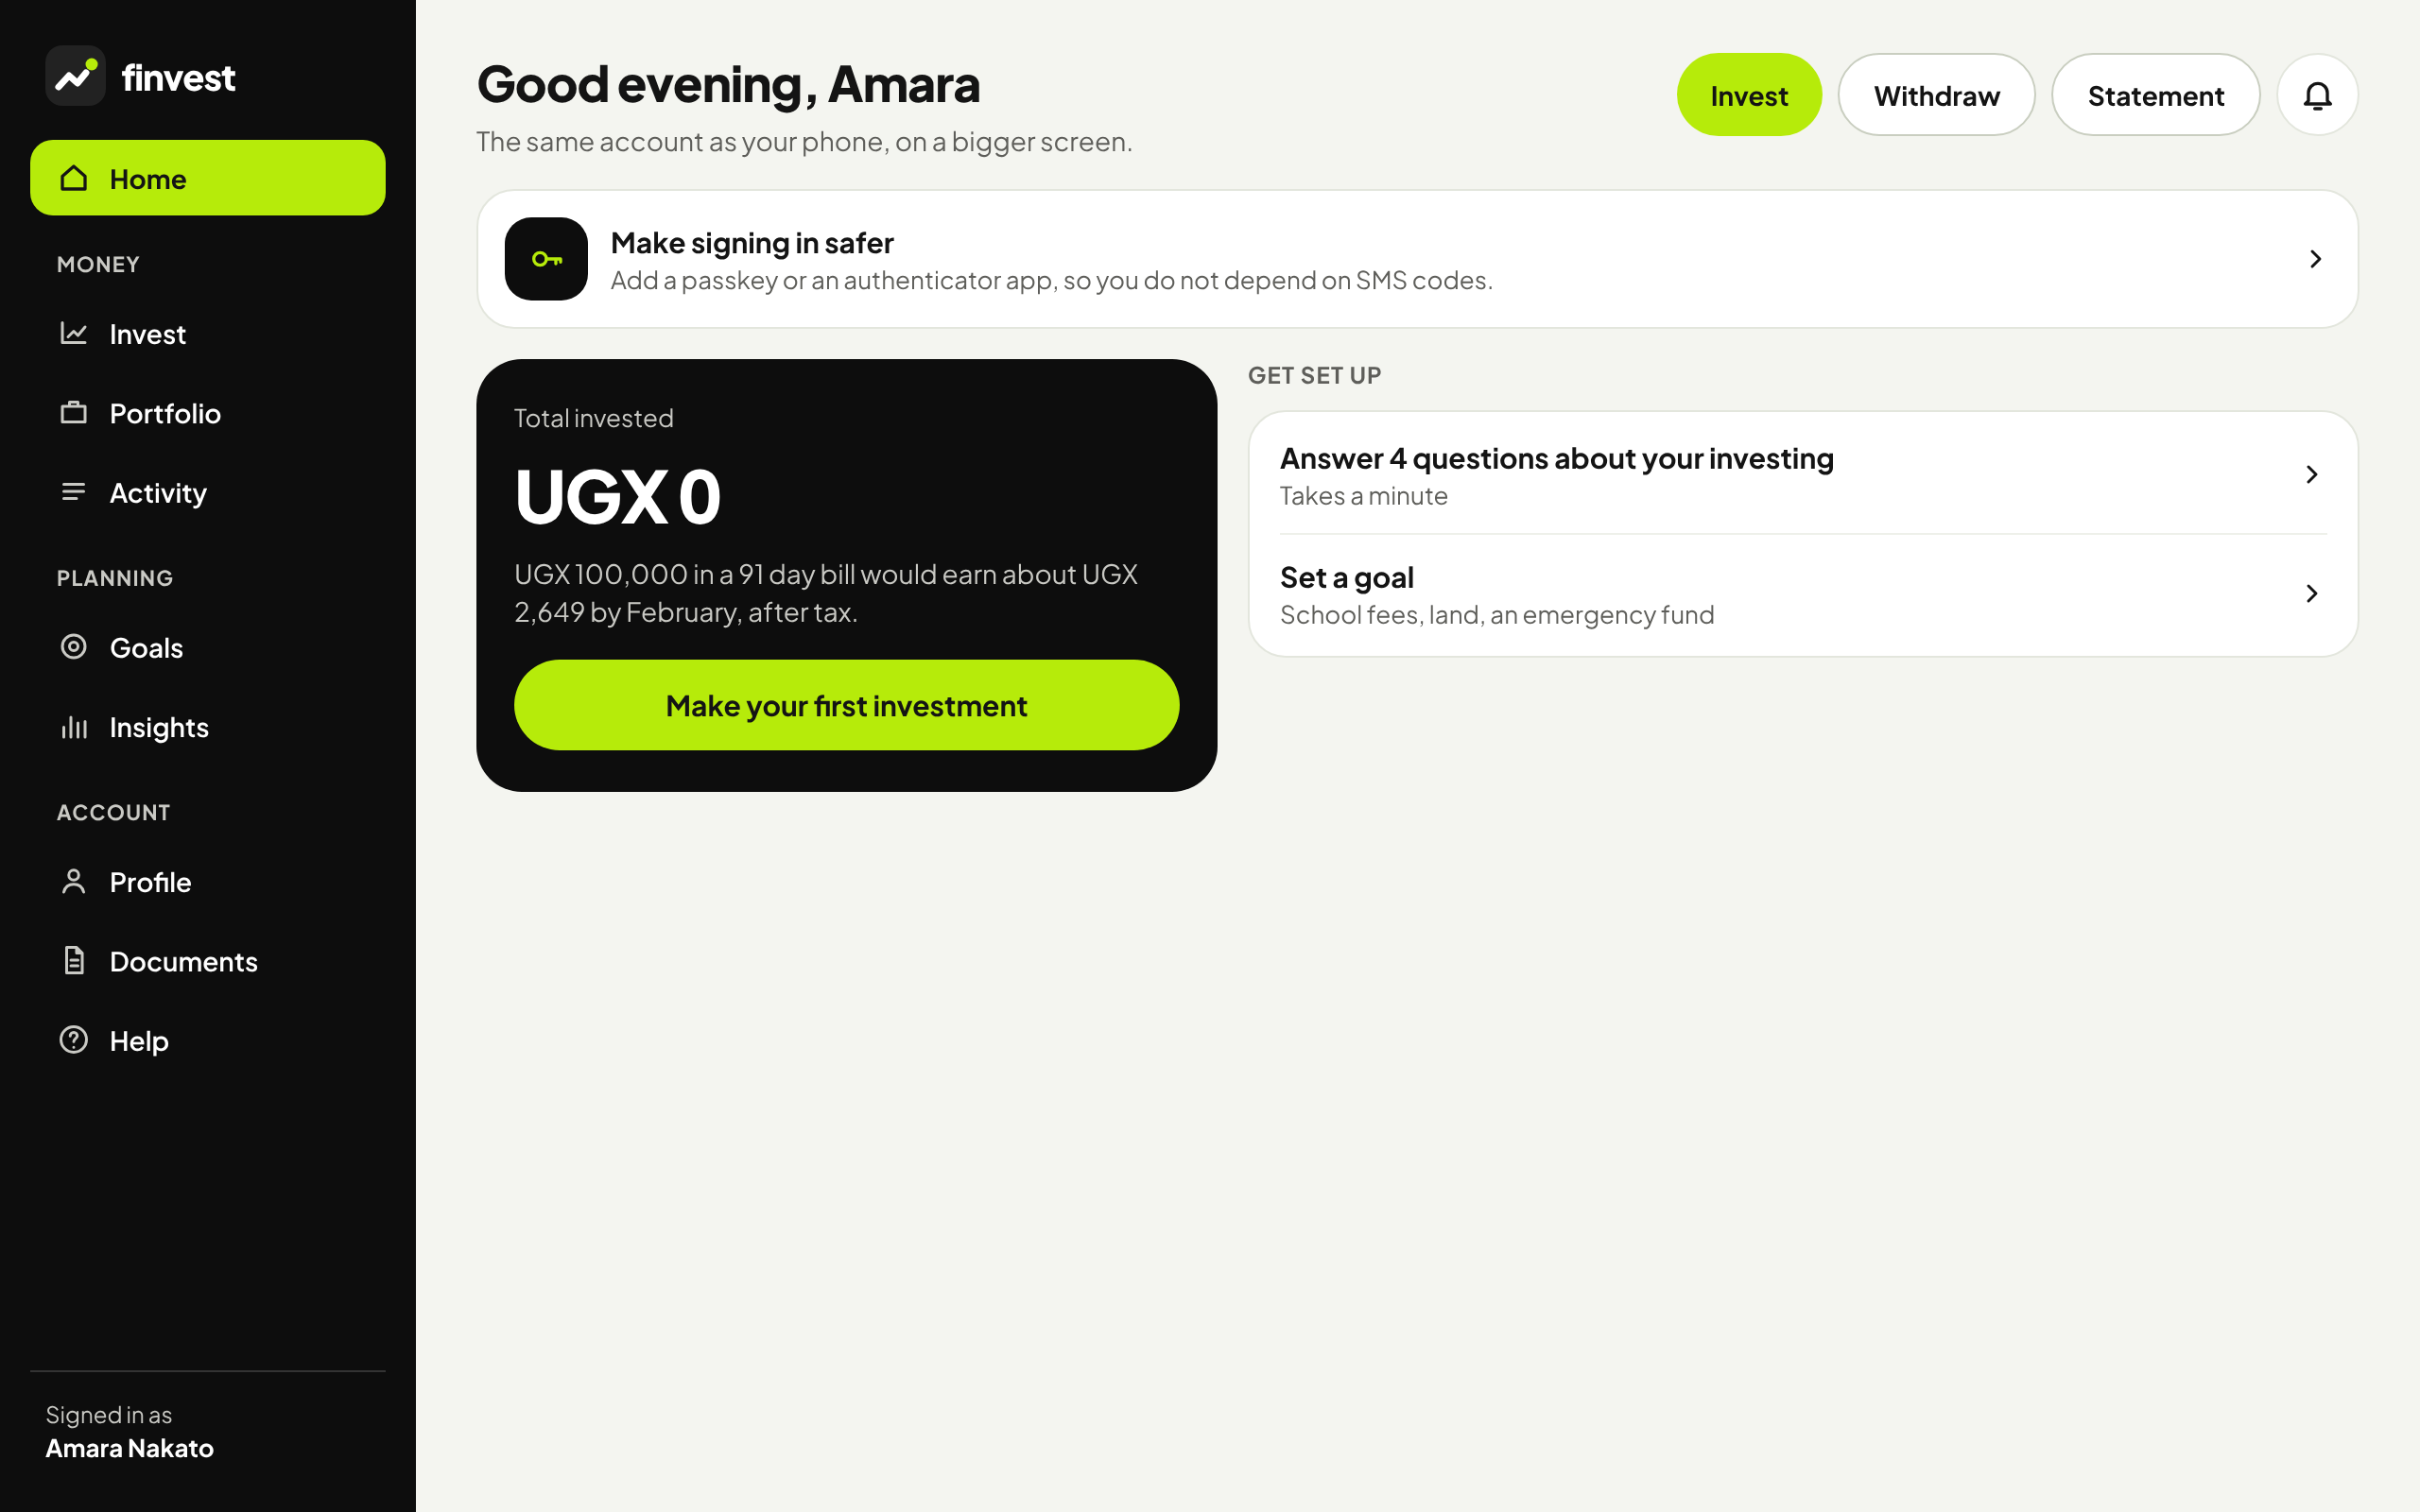 finvest
Home
MONEY
Invest
Portfolio
Activity
PLANNING
Goals
Insights
ACCOUNT
Profile
Documents
Help
Signed in as
Amara Nakato
Good evening, Amara
The same account as your phone, on a bigger screen.
Invest
Withdraw
Statement
Make signing in safer
Add a passkey or an authenticator app, so you do not depend on SMS codes.
Total invested
UGX 0
UGX 100,000 in a 91 day bill would earn about UGX
2,649 by February, after tax.
Make your first investment
GET SET UP
Answer 4 questions about your investing
Takes a minute
Set a goal
School fees, land, an emergency fund